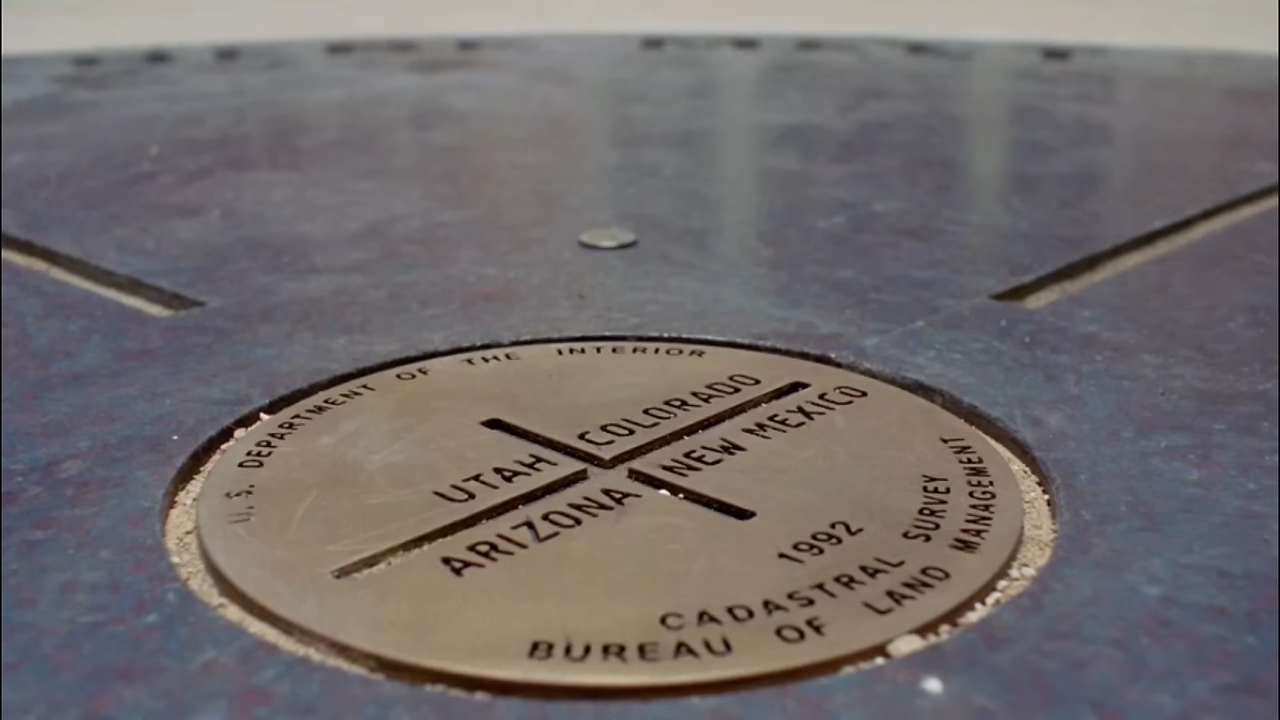 U.S. DEPARTMENT OF THE INTERIOR
UTAH COLORADO
ARIZONA NEW MEXICO
1992
CADASTRAL SURVEY
BUREAU OF LAND MANAGEMENT